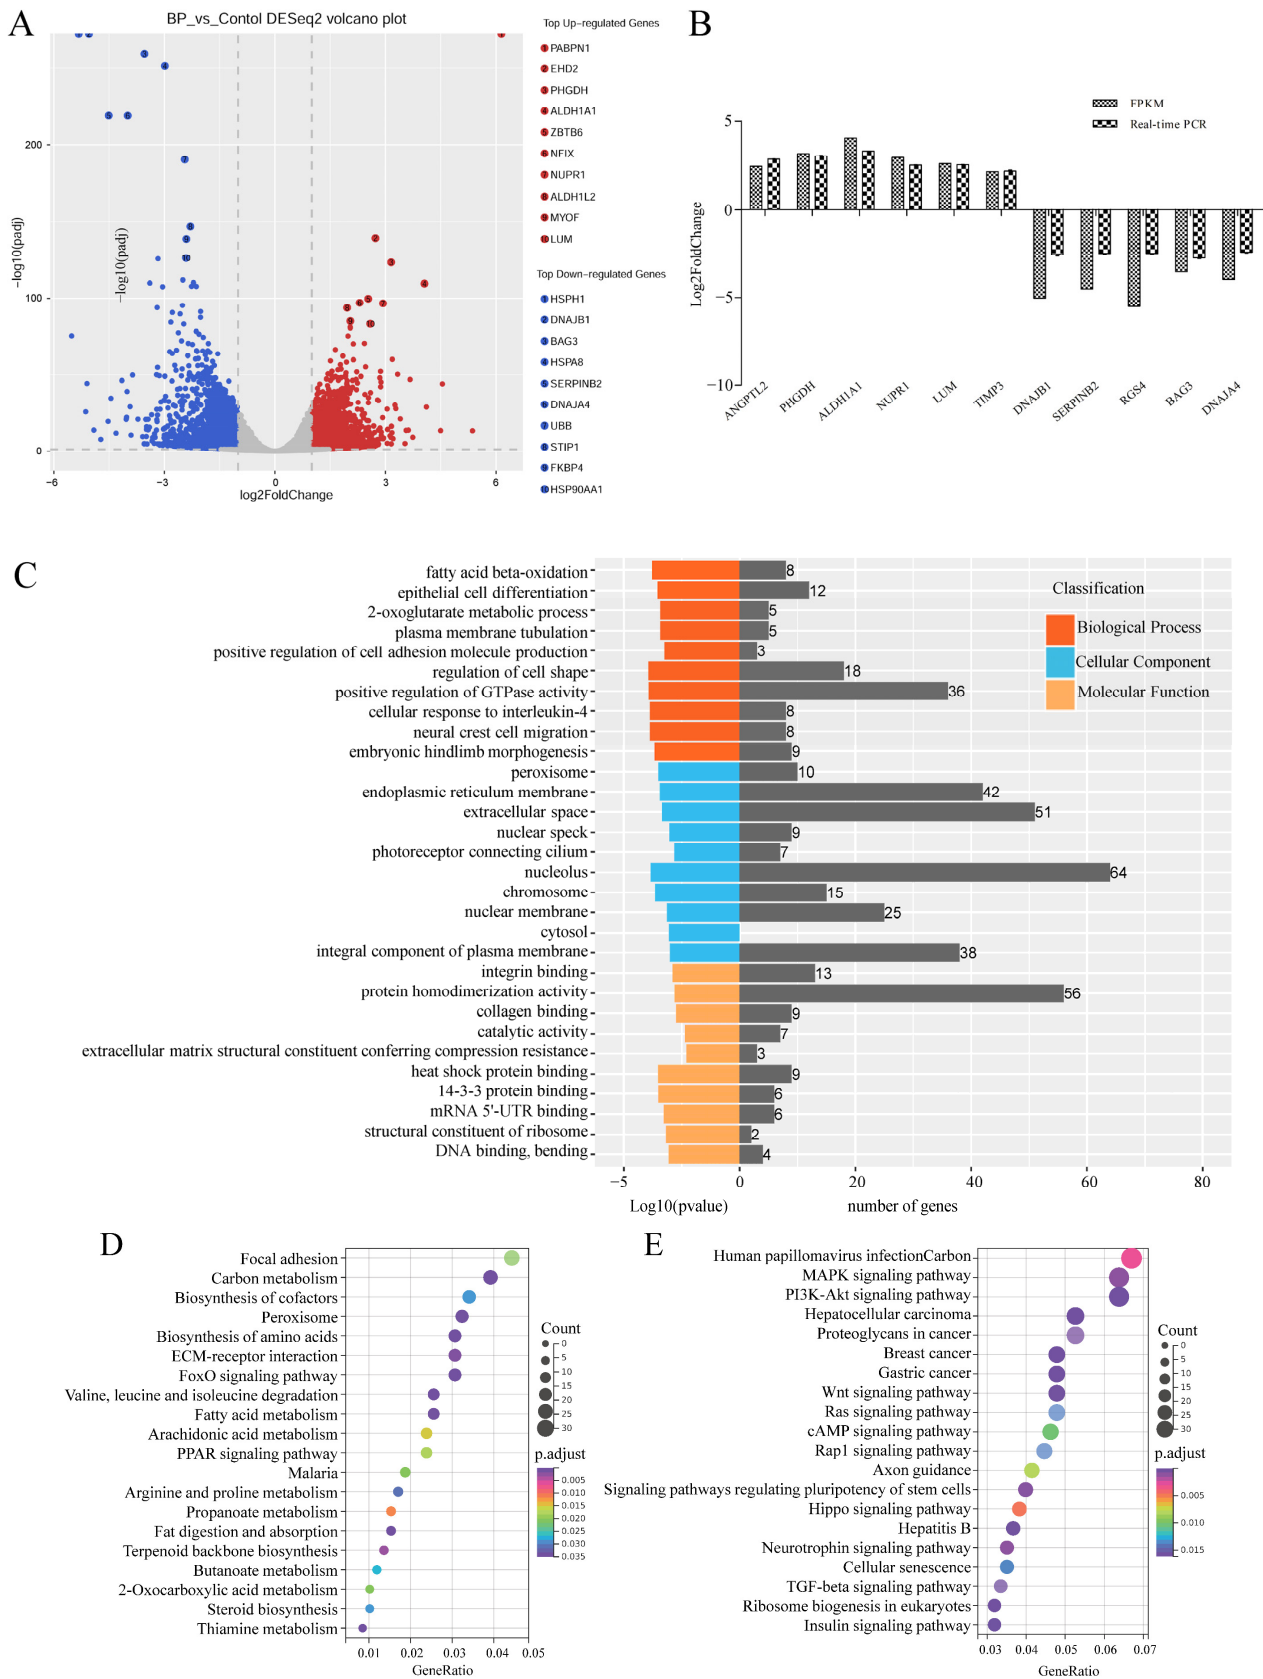 A
BP_vs_Contol DESeq2 volcano plot
−log10(padj)
−log10(padj)
200
100
0
−6
−3
0
3
6
log2FoldChange
Top Up−regulated Genes
1 PABPN1
2 EHD2
3 PHGDH
4 ALDH1A1
5 ZBTB6
6 NFIX
7 NUPR1
8 ALDH1L2
9 MYOF
10 LUM
Top Down−regulated Genes
1 HSPH1
2 DNAJB1
3 BAG3
4 HSPA8
5 SERPINB2
6 DNAJA4
7 UBB
8 STIP1
9 FKBP4
10 HSP90AA1
B
FPKM
Real-time PCR
Log2FoldChange
5
0
−5
−10
ANGPTL2
PHGDH
ALDH1A1
NUPR1
LUM
TIMP3
DNAJB1
SERPINB2
RGS4
BAG3
DNAJA4
C
fatty acid beta-oxidation 8
epithelial cell differentiation 12
2-oxoglutarate metabolic process 5
plasma membrane tubulation 5
positive regulation of cell adhesion molecule production 3
regulation of cell shape 18
positive regulation of GTPase activity 36
cellular response to interleukin-4 8
neural crest cell migration 8
embryonic hindlimb morphogenesis 9
peroxisome 10
endoplasmic reticulum membrane 42
extracellular space 51
nuclear speck 9
photoreceptor connecting cilium 7
nucleolus 64
chromosome 15
nuclear membrane 25
cytosol
integral component of plasma membrane 38
integrin binding 13
protein homodimerization activity 56
collagen binding 9
catalytic activity 7
extracellular matrix structural constituent conferring compression resistance 3
heat shock protein binding 9
14-3-3 protein binding 6
mRNA 5'-UTR binding 6
structural constituent of ribosome 2
DNA binding, bending 4
−5 0 20 40 60 80
Log10(pvalue) number of genes
Classification
Biological Process
Cellular Component
Molecular Function
D
Focal adhesion
Carbon metabolism
Biosynthesis of cofactors
Peroxisome
Biosynthesis of amino acids
ECM-receptor interaction
FoxO signaling pathway
Valine, leucine and isoleucine degradation
Fatty acid metabolism
Arachidonic acid metabolism
PPAR signaling pathway
Malaria
Arginine and proline metabolism
Propanoate metabolism
Fat digestion and absorption
Terpenoid backbone biosynthesis
Butanoate metabolism
2-Oxocarboxylic acid metabolism
Steroid biosynthesis
Thiamine metabolism
0.01 0.02 0.03 0.04 0.05
GeneRatio
Count
0
5
10
15
20
25
30
p.adjust
0.005
0.010
0.015
0.020
0.025
0.030
0.035
E
Human papillomavirus infectionCarbon
MAPK signaling pathway
PI3K-Akt signaling pathway
Hepatocellular carcinoma
Proteoglycans in cancer
Breast cancer
Gastric cancer
Wnt signaling pathway
Ras signaling pathway
cAMP signaling pathway
Rap1 signaling pathway
Axon guidance
Signaling pathways regulating pluripotency of stem cells
Hippo signaling pathway
Hepatitis B
Neurotrophin signaling pathway
Cellular senescence
TGF-beta signaling pathway
Ribosome biogenesis in eukaryotes
Insulin signaling pathway
0.03 0.04 0.05 0.06 0.07
GeneRatio
Count
0
5
10
15
20
25
30
p.adjust
0.005
0.010
0.015